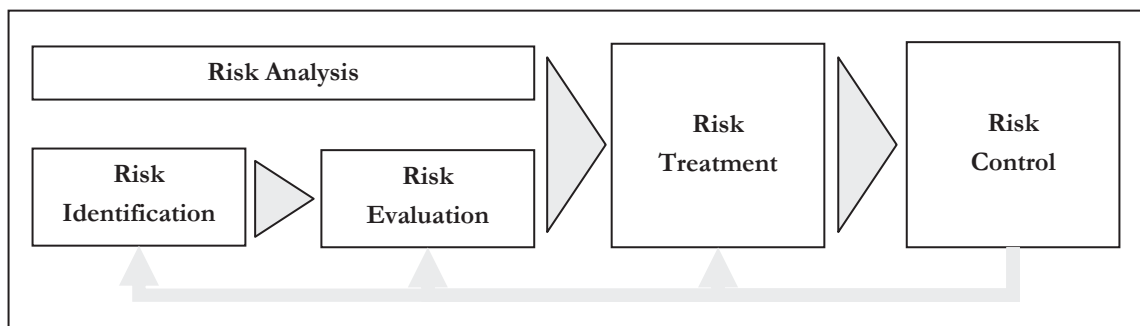 Risk Analysis
Risk
Identification
Risk
Evaluation
Risk
Treatment
Risk
Control